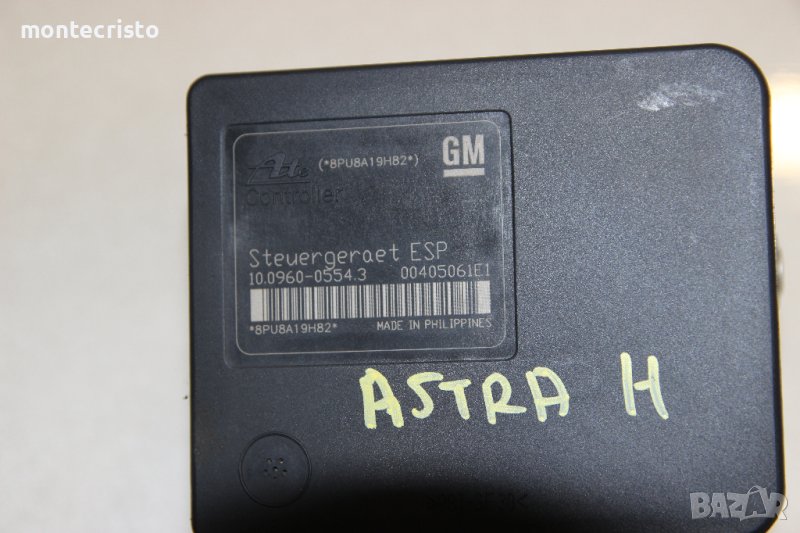 montecristo
Ate (*8PU8A19H82*) GM
Controller
Steuergeraet ESP
10.0960-0554.3 00405061E1
*8PU8A19H82* MADE IN PHILIPPINES
ASTRA H
BAZAR